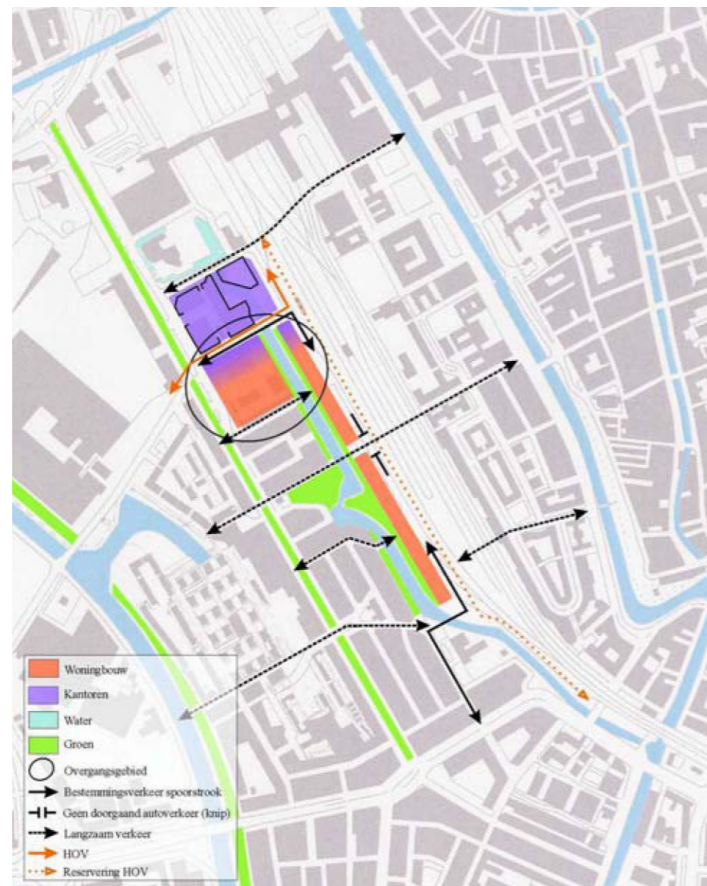 Woningbouw
Kantoren
Water
Groen
Overgangsgebied
Bestemmingsverkeer spoorstrook
Geen doorgaand autoverkeer (knip)
Langzaam verkeer
HOV
Reservering HOV